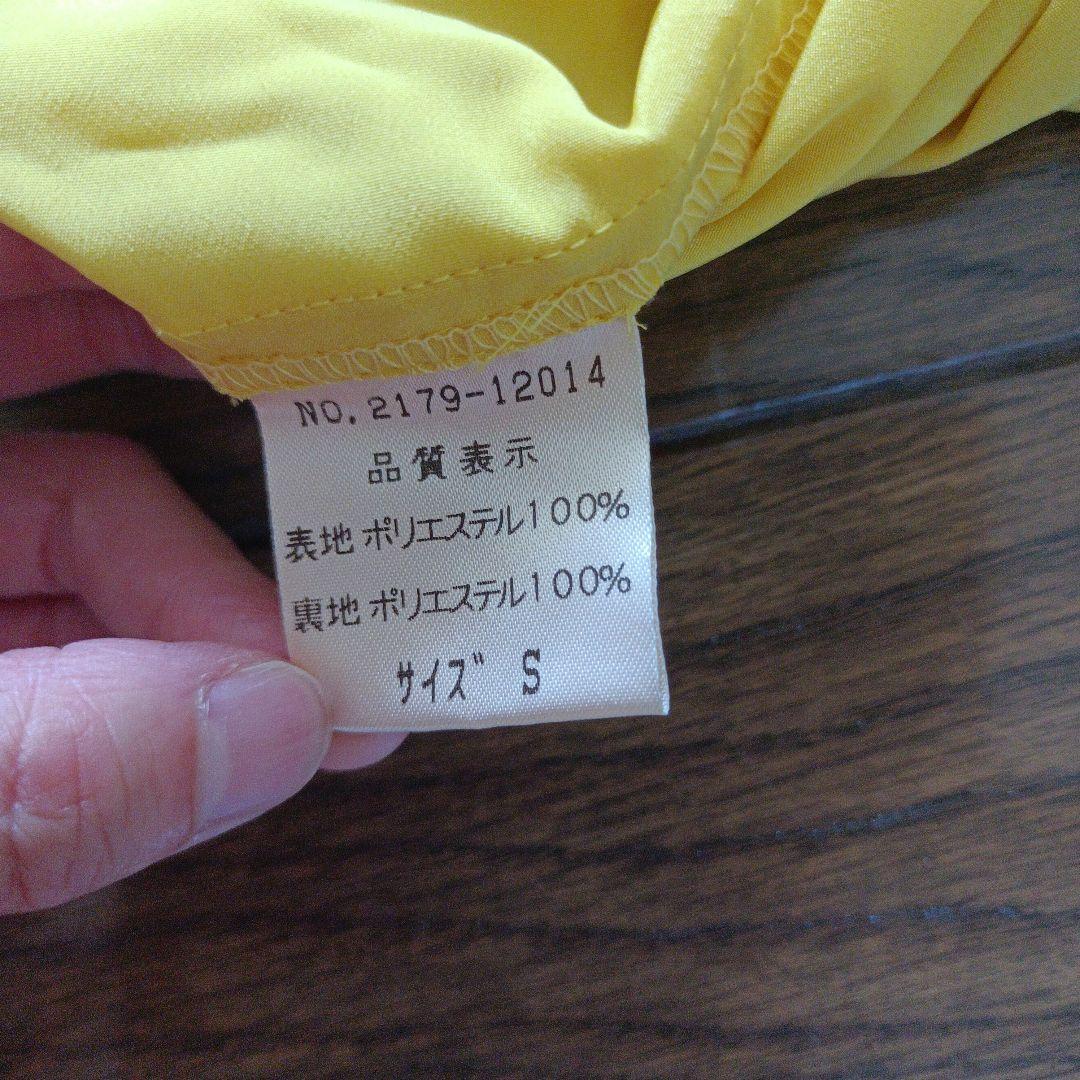 NO.2179-12014
品質表示
表地 ポリエステル100%
裏地 ポリエステル100%
サイズ S